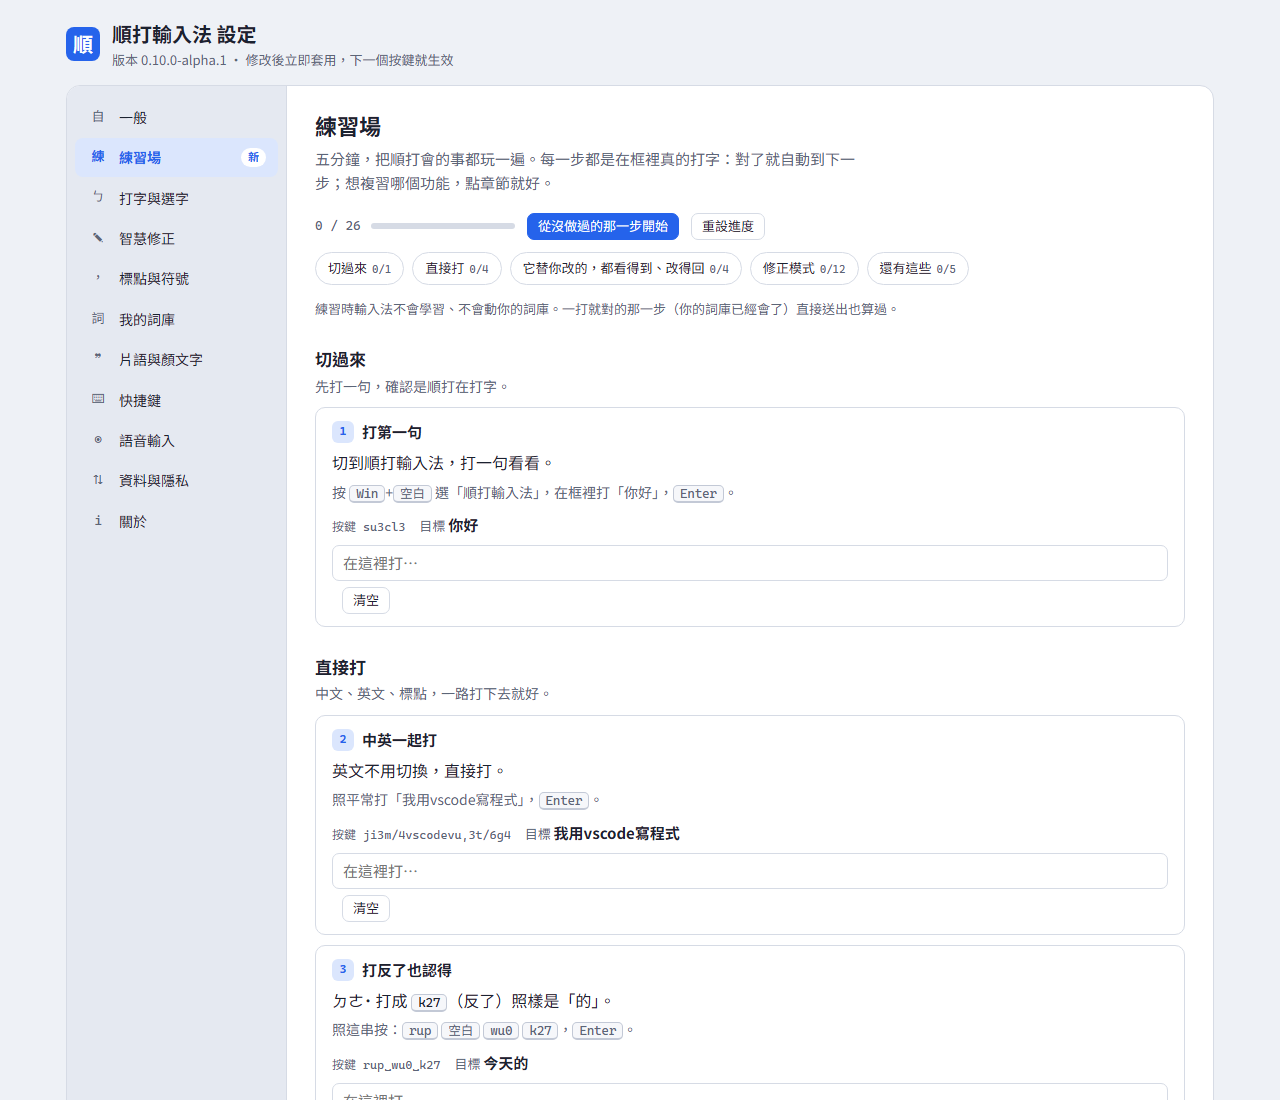 順
順打輸入法 設定
版本 0.10.0-alpha.1 · 修改後立即套用，下一個按鍵就生效
自 一般
練 練習場 新
ㄅ 打字與選字
✎ 智慧修正
， 標點與符號
詞 我的詞庫
❞ 片語與顏文字
⌨ 快捷鍵
◉ 語音輸入
⇅ 資料與隱私
i 關於
練習場
五分鐘，把順打會的事都玩一遍。每一步都是在框裡真的打字：對了就自動到下一
步；想複習哪個功能，點章節就好。
0 / 26 從沒做過的那一步開始 重設進度
切過來 0/1 直接打 0/4 它替你改的，都看得到、改得回 0/4 修正模式 0/12 還有這些 0/5
練習時輸入法不會學習、不會動你的詞庫。一打就對的那一步（你的詞庫已經會了）直接送出也算過。
切過來
先打一句，確認是順打在打字。
1 打第一句
切到順打輸入法，打一句看看。
按 Win+空白 選「順打輸入法」，在框裡打「你好」，Enter。
按鍵 su3cl3 目標 你好
在這裡打⋯
清空
直接打
中文、英文、標點，一路打下去就好。
2 中英一起打
英文不用切換，直接打。
照平常打「我用vscode寫程式」，Enter。
按鍵 ji3m/4vscodevu,3t/6g4 目標 我用vscode寫程式
在這裡打⋯
清空
3 打反了也認得
ㄉㄜ˙ 打成 k27（反了）照樣是「的」。
照這串按：rup 空白 wu0 k27，Enter。
按鍵 rup␣wu0␣k27 目標 今天的
在這裡打⋯